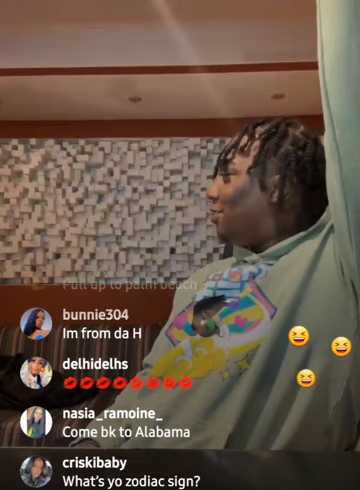 Pull up to palm beach
bunnie304
Im from da H
delhidelhs
💋💋💋💋💋💋💋💋
nasia_ramoine_
Come bk to Alabama
criskibaby
What's yo zodiac sign?